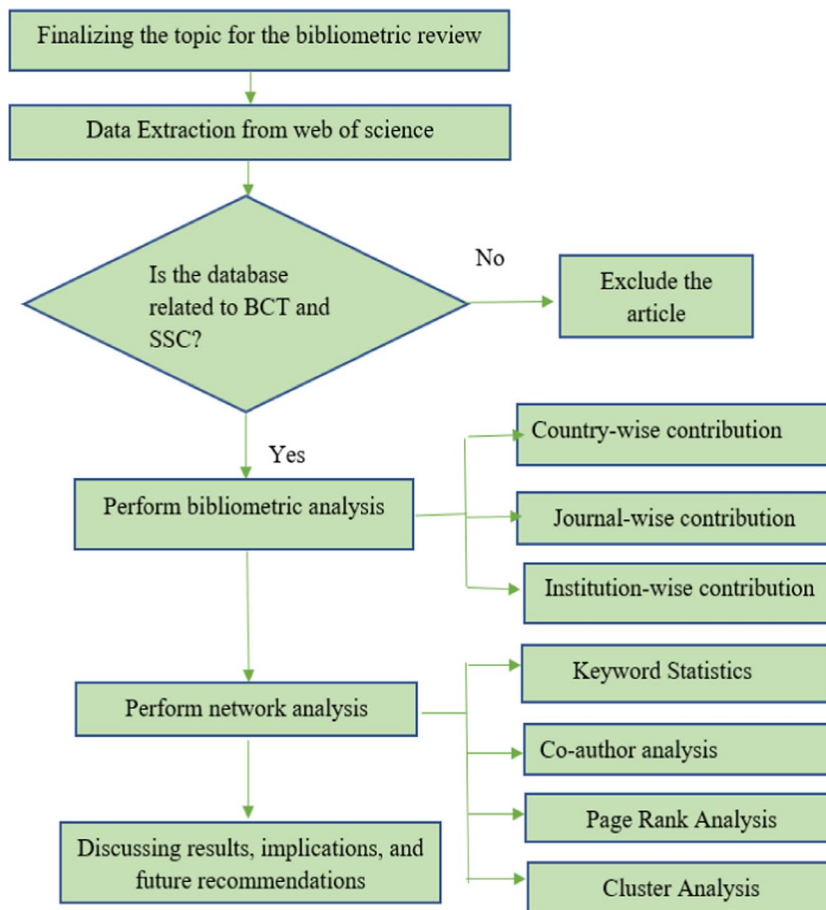 Finalizing the topic for the bibliometric review
Data Extraction from web of science
Is the database
related to BCT and
SSC?
No
Exclude the
article
Yes
Perform bibliometric analysis
Country-wise contribution
Journal-wise contribution
Institution-wise contribution
Perform network analysis
Keyword Statistics
Co-author analysis
Page Rank Analysis
Cluster Analysis
Discussing results, implications, and
future recommendations